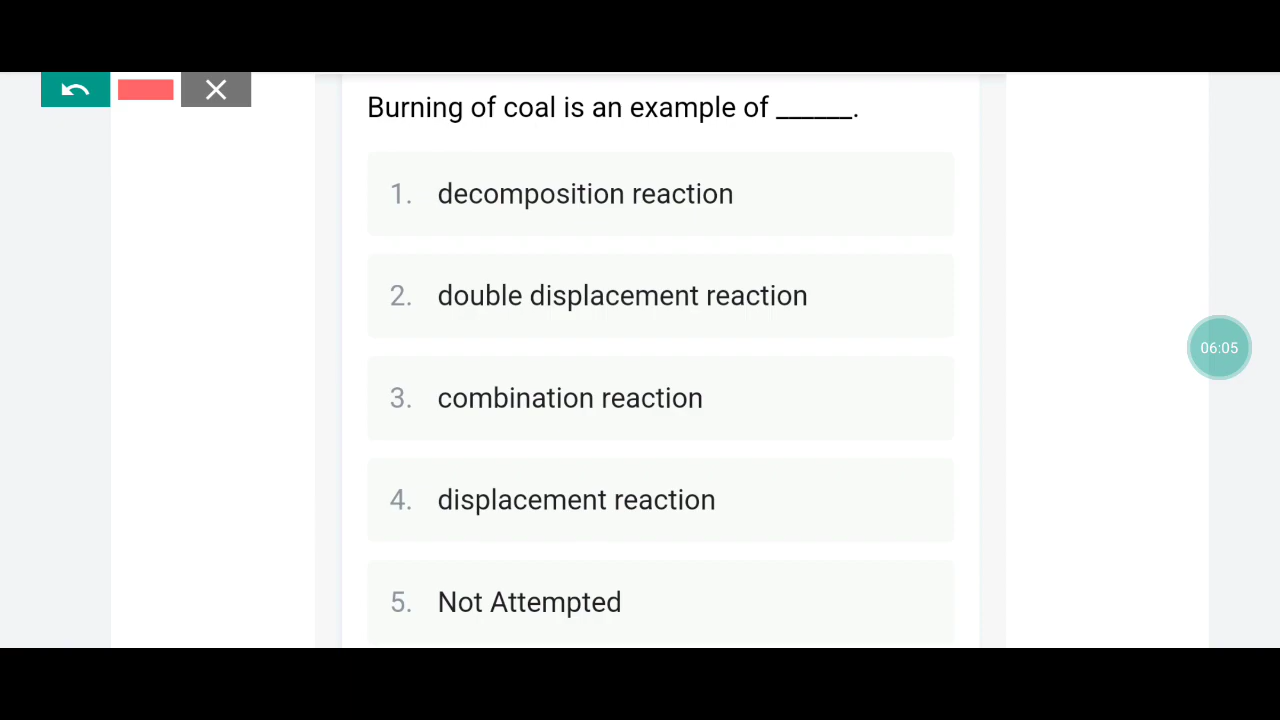 Burning of coal is an example of ______.
1. decomposition reaction
2. double displacement reaction
3. combination reaction
06:05
4. displacement reaction
5. Not Attempted